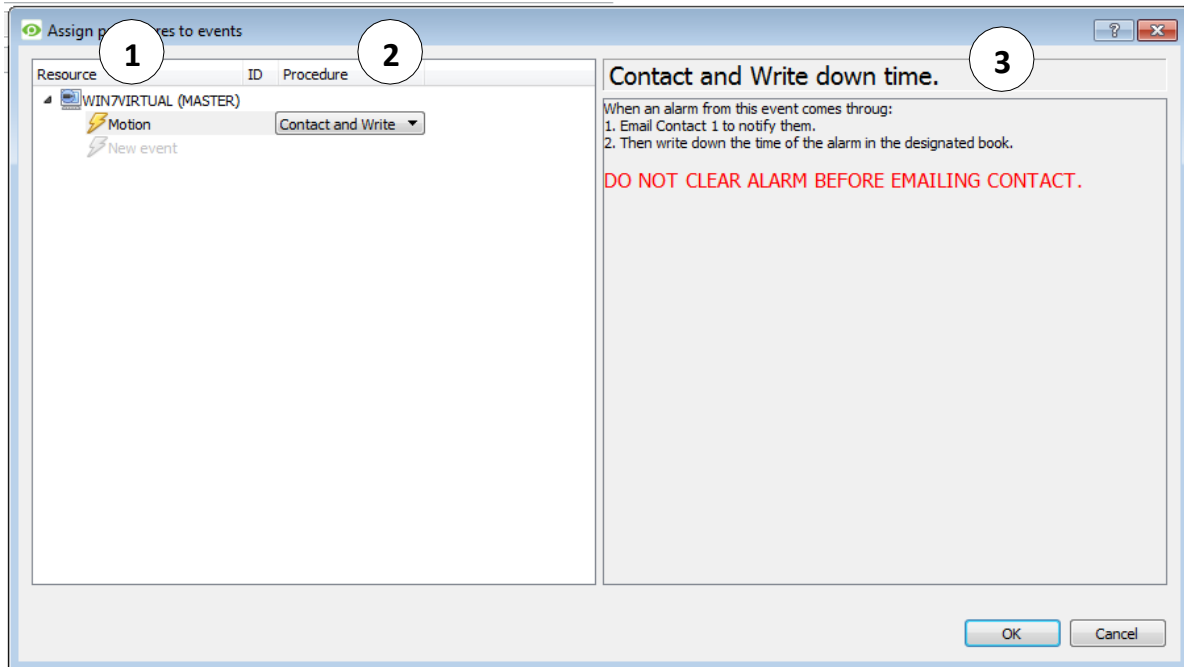 Assign p res to events
1
2
3
Resource ID Procedure
WIN7VIRTUAL (MASTER)
Motion Contact and Write
New event
Contact and Write down time.
When an alarm from this event comes throug:
1. Email Contact 1 to notify them.
2. Then write down the time of the alarm in the designated book.
DO NOT CLEAR ALARM BEFORE EMAILING CONTACT.
OK Cancel